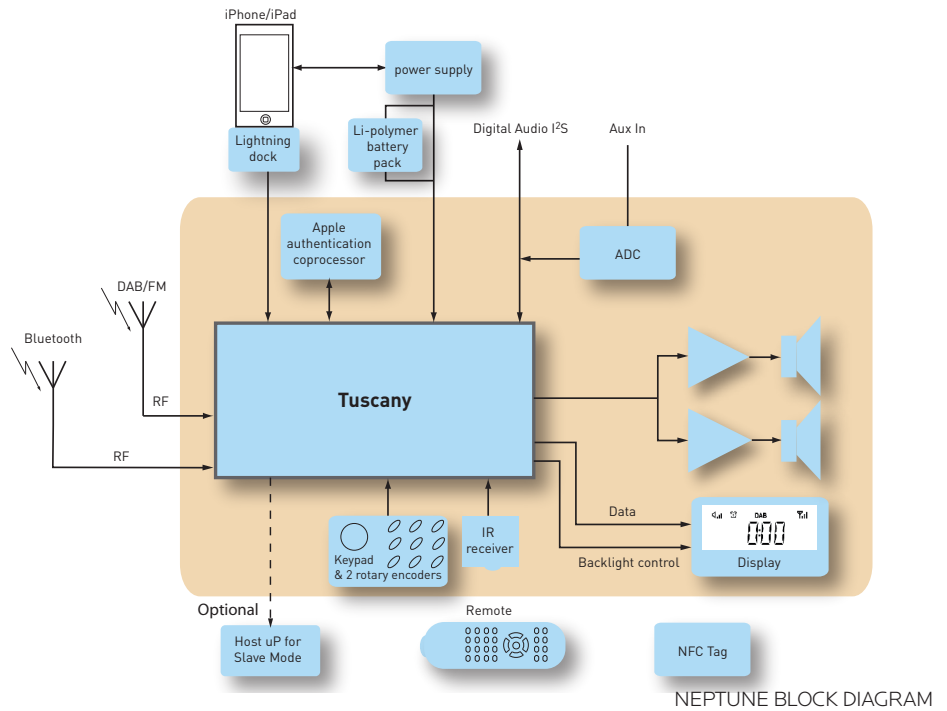 iPhone/iPad
power supply
Lightning
dock
Li-polymer
battery
pack
Digital Audio I²S
Aux In
Apple
authentication
coprocessor
ADC
DAB/FM
Bluetooth
RF
RF
Tuscany
Keypad
& 2 rotary encoders
IR
receiver
Data
Backlight control
DAB
0:00
Display
Optional
Host uP for
Slave Mode
Remote
NFC Tag
NEPTUNE BLOCK DIAGRAM